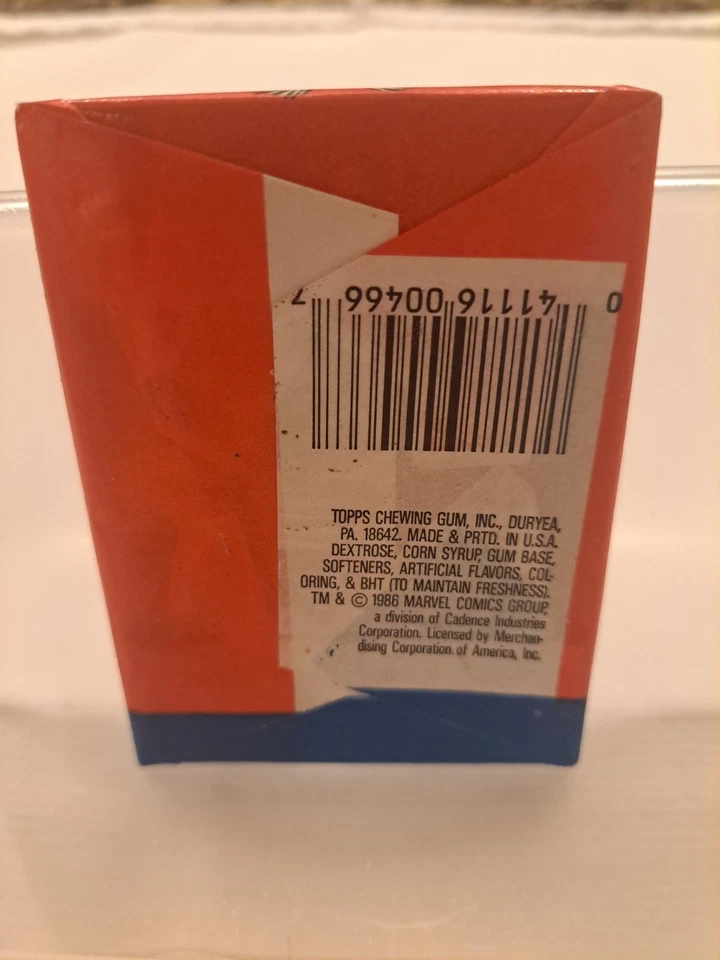 0 41116 00466 7
TOPPS CHEWING GUM, INC., DURYEA,
PA. 18642. MADE & PRTD. IN U.S.A.
DEXTROSE, CORN SYRUP, GUM BASE,
SOFTENERS, ARTIFICIAL FLAVORS, COL-
ORING, & BHT (TO MAINTAIN FRESHNESS).
TM & © 1986 MARVEL COMICS GROUP,
a division of Cadence Industries
Corporation. Licensed by Merchan-
dising Corporation of America, Inc.